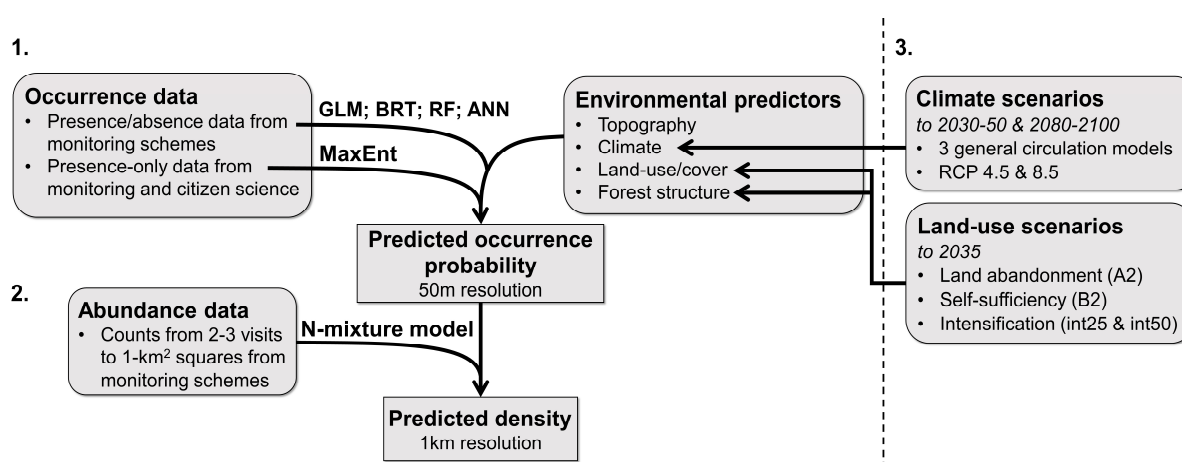 1.
Occurrence data
• Presence/absence data from
monitoring schemes
• Presence-only data from
monitoring and citizen science
GLM; BRT; RF; ANN
MaxEnt
Environmental predictors
• Topography
• Climate
• Land-use/cover
• Forest structure
3.
Climate scenarios
to 2030-50 & 2080-2100
• 3 general circulation models
• RCP 4.5 & 8.5
Land-use scenarios
to 2035
• Land abandonment (A2)
• Self-sufficiency (B2)
• Intensification (int25 & int50)
Predicted occurrence
probability
50m resolution
2.
Abundance data
• Counts from 2-3 visits
to 1-km² squares from
monitoring schemes
N-mixture model
Predicted density
1km resolution